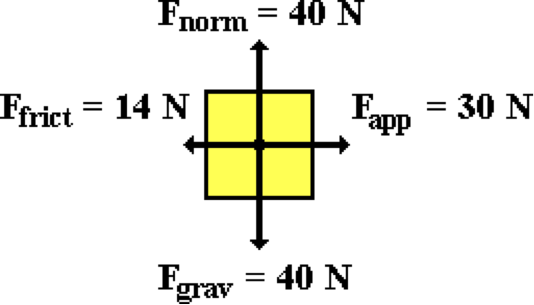 Fnorm = 40 N
Ffrict = 14 N
Fapp = 30 N
Fgrav = 40 N